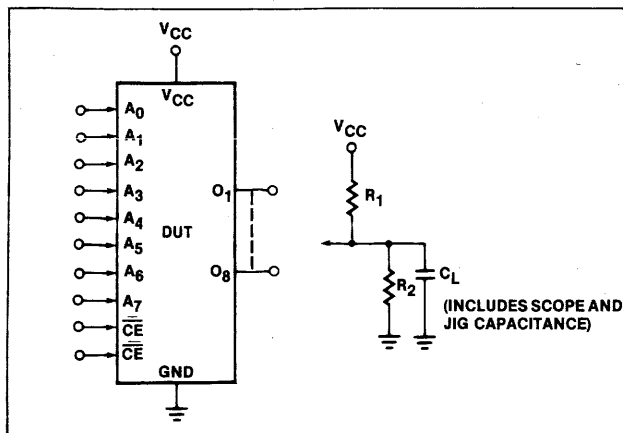 VCC
VCC
A0
A1
A2
A3
A4
A5
A6
A7
CE
CE
DUT
O1
O8
GND
VCC
R1
R2
CL
(INCLUDES SCOPE AND
JIG CAPACITANCE)